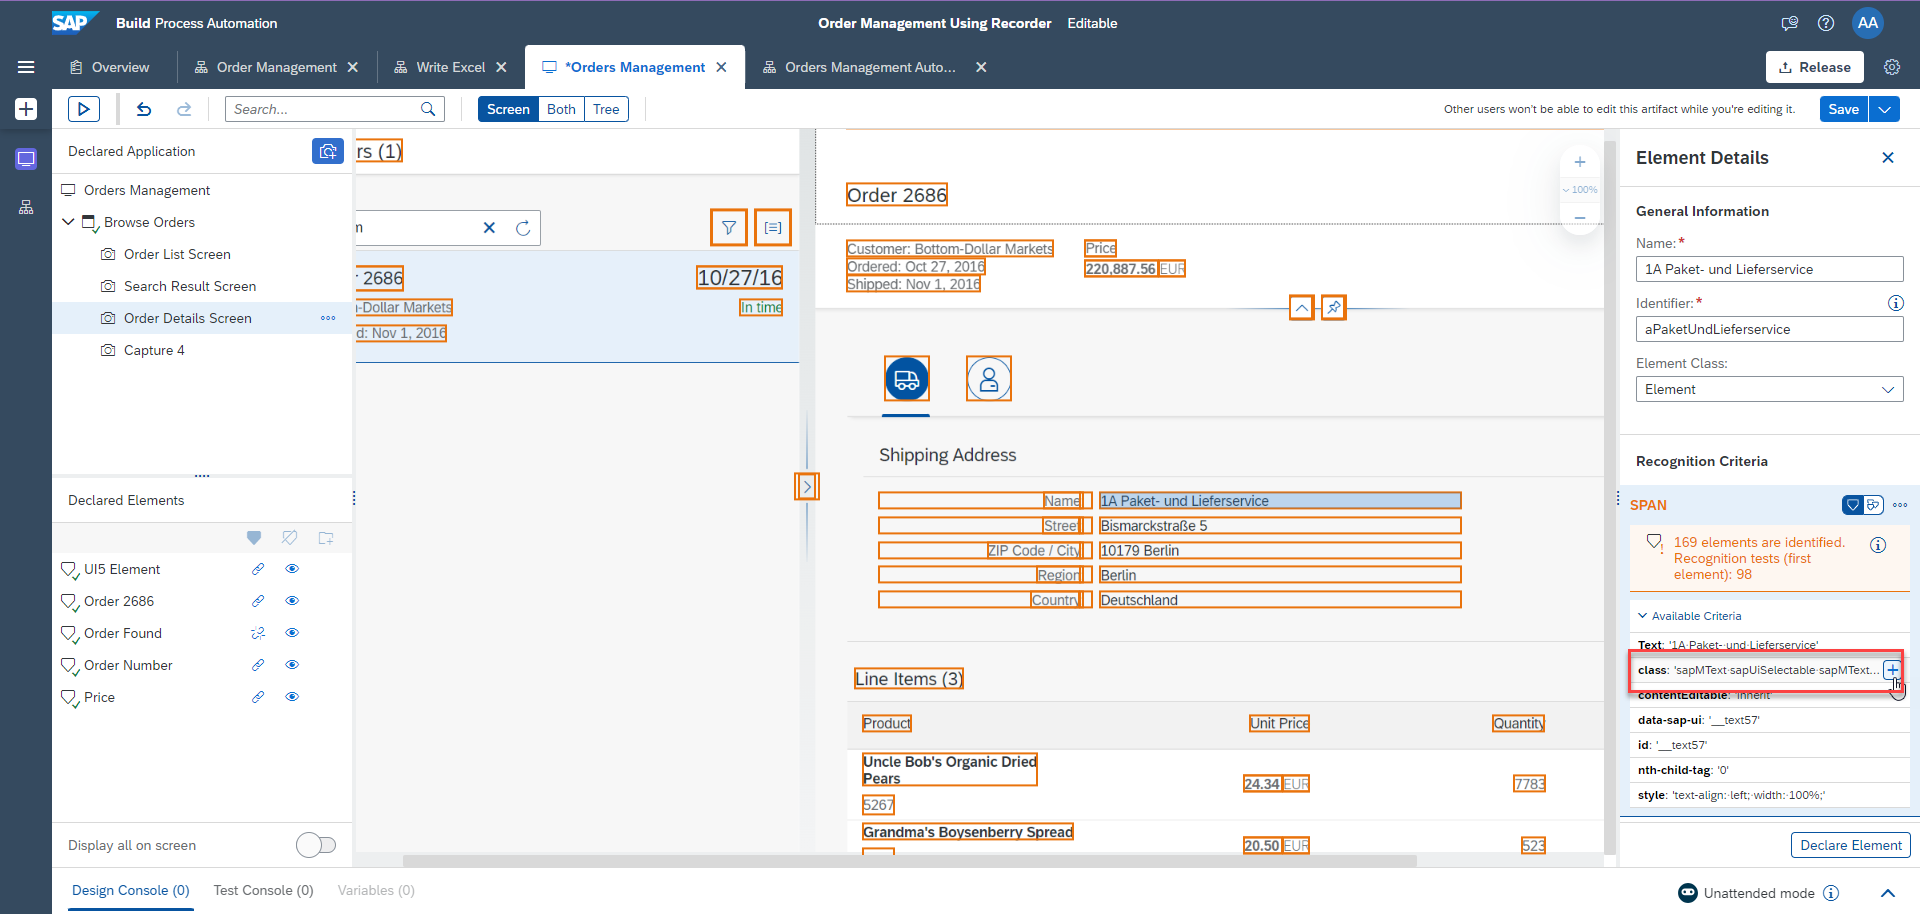 SAP Build Process Automation
Order Management Using Recorder Editable
AA
Overview
Order Management
Write Excel
*Orders Management
Orders Management Auto...
Release
Search...
Screen Both Tree
Other users won't be able to edit this artifact while you're editing it.
Save
Declared Application
Orders Management
Browse Orders
Order List Screen
Search Result Screen
Order Details Screen
Capture 4
Declared Elements
UI5 Element
Order 2686
Order Found
Order Number
Price
Display all on screen
rs (1)
2686
10/27/16
-Dollar Markets
In time
d: Nov 1, 2016
100%
Order 2686
Customer: Bottom-Dollar Markets
Ordered: Oct 27, 2016
Shipped: Nov 1, 2016
Price
220,887.56 EUR
Shipping Address
Name 1A Paket- und Lieferservice
Street Bismarckstraße 5
ZIP Code / City 10179 Berlin
Region Berlin
Country Deutschland
Line Items (3)
Product Unit Price Quantity
Uncle Bob's Organic Dried
Pears
24.34 EUR 7783
5267
Grandma's Boysenberry Spread
20.50 EUR 523
Element Details
General Information
Name:*
1A Paket- und Lieferservice
Identifier:*
aPaketUndLieferservice
Element Class:
Element
Recognition Criteria
SPAN
169 elements are identified.
Recognition tests (first
element): 98
Available Criteria
Text: '1A·Paket-·und·Lieferservice'
class: 'sapMText·sapUiSelectable·sapMText...
contentEditable: 'inherit'
data-sap-ui: '__text57'
id: '__text57'
nth-child-tag: '0'
style: 'text-align:·left;·width:·100%;'
Declare Element
Design Console (0) Test Console (0) Variables (0)
Unattended mode